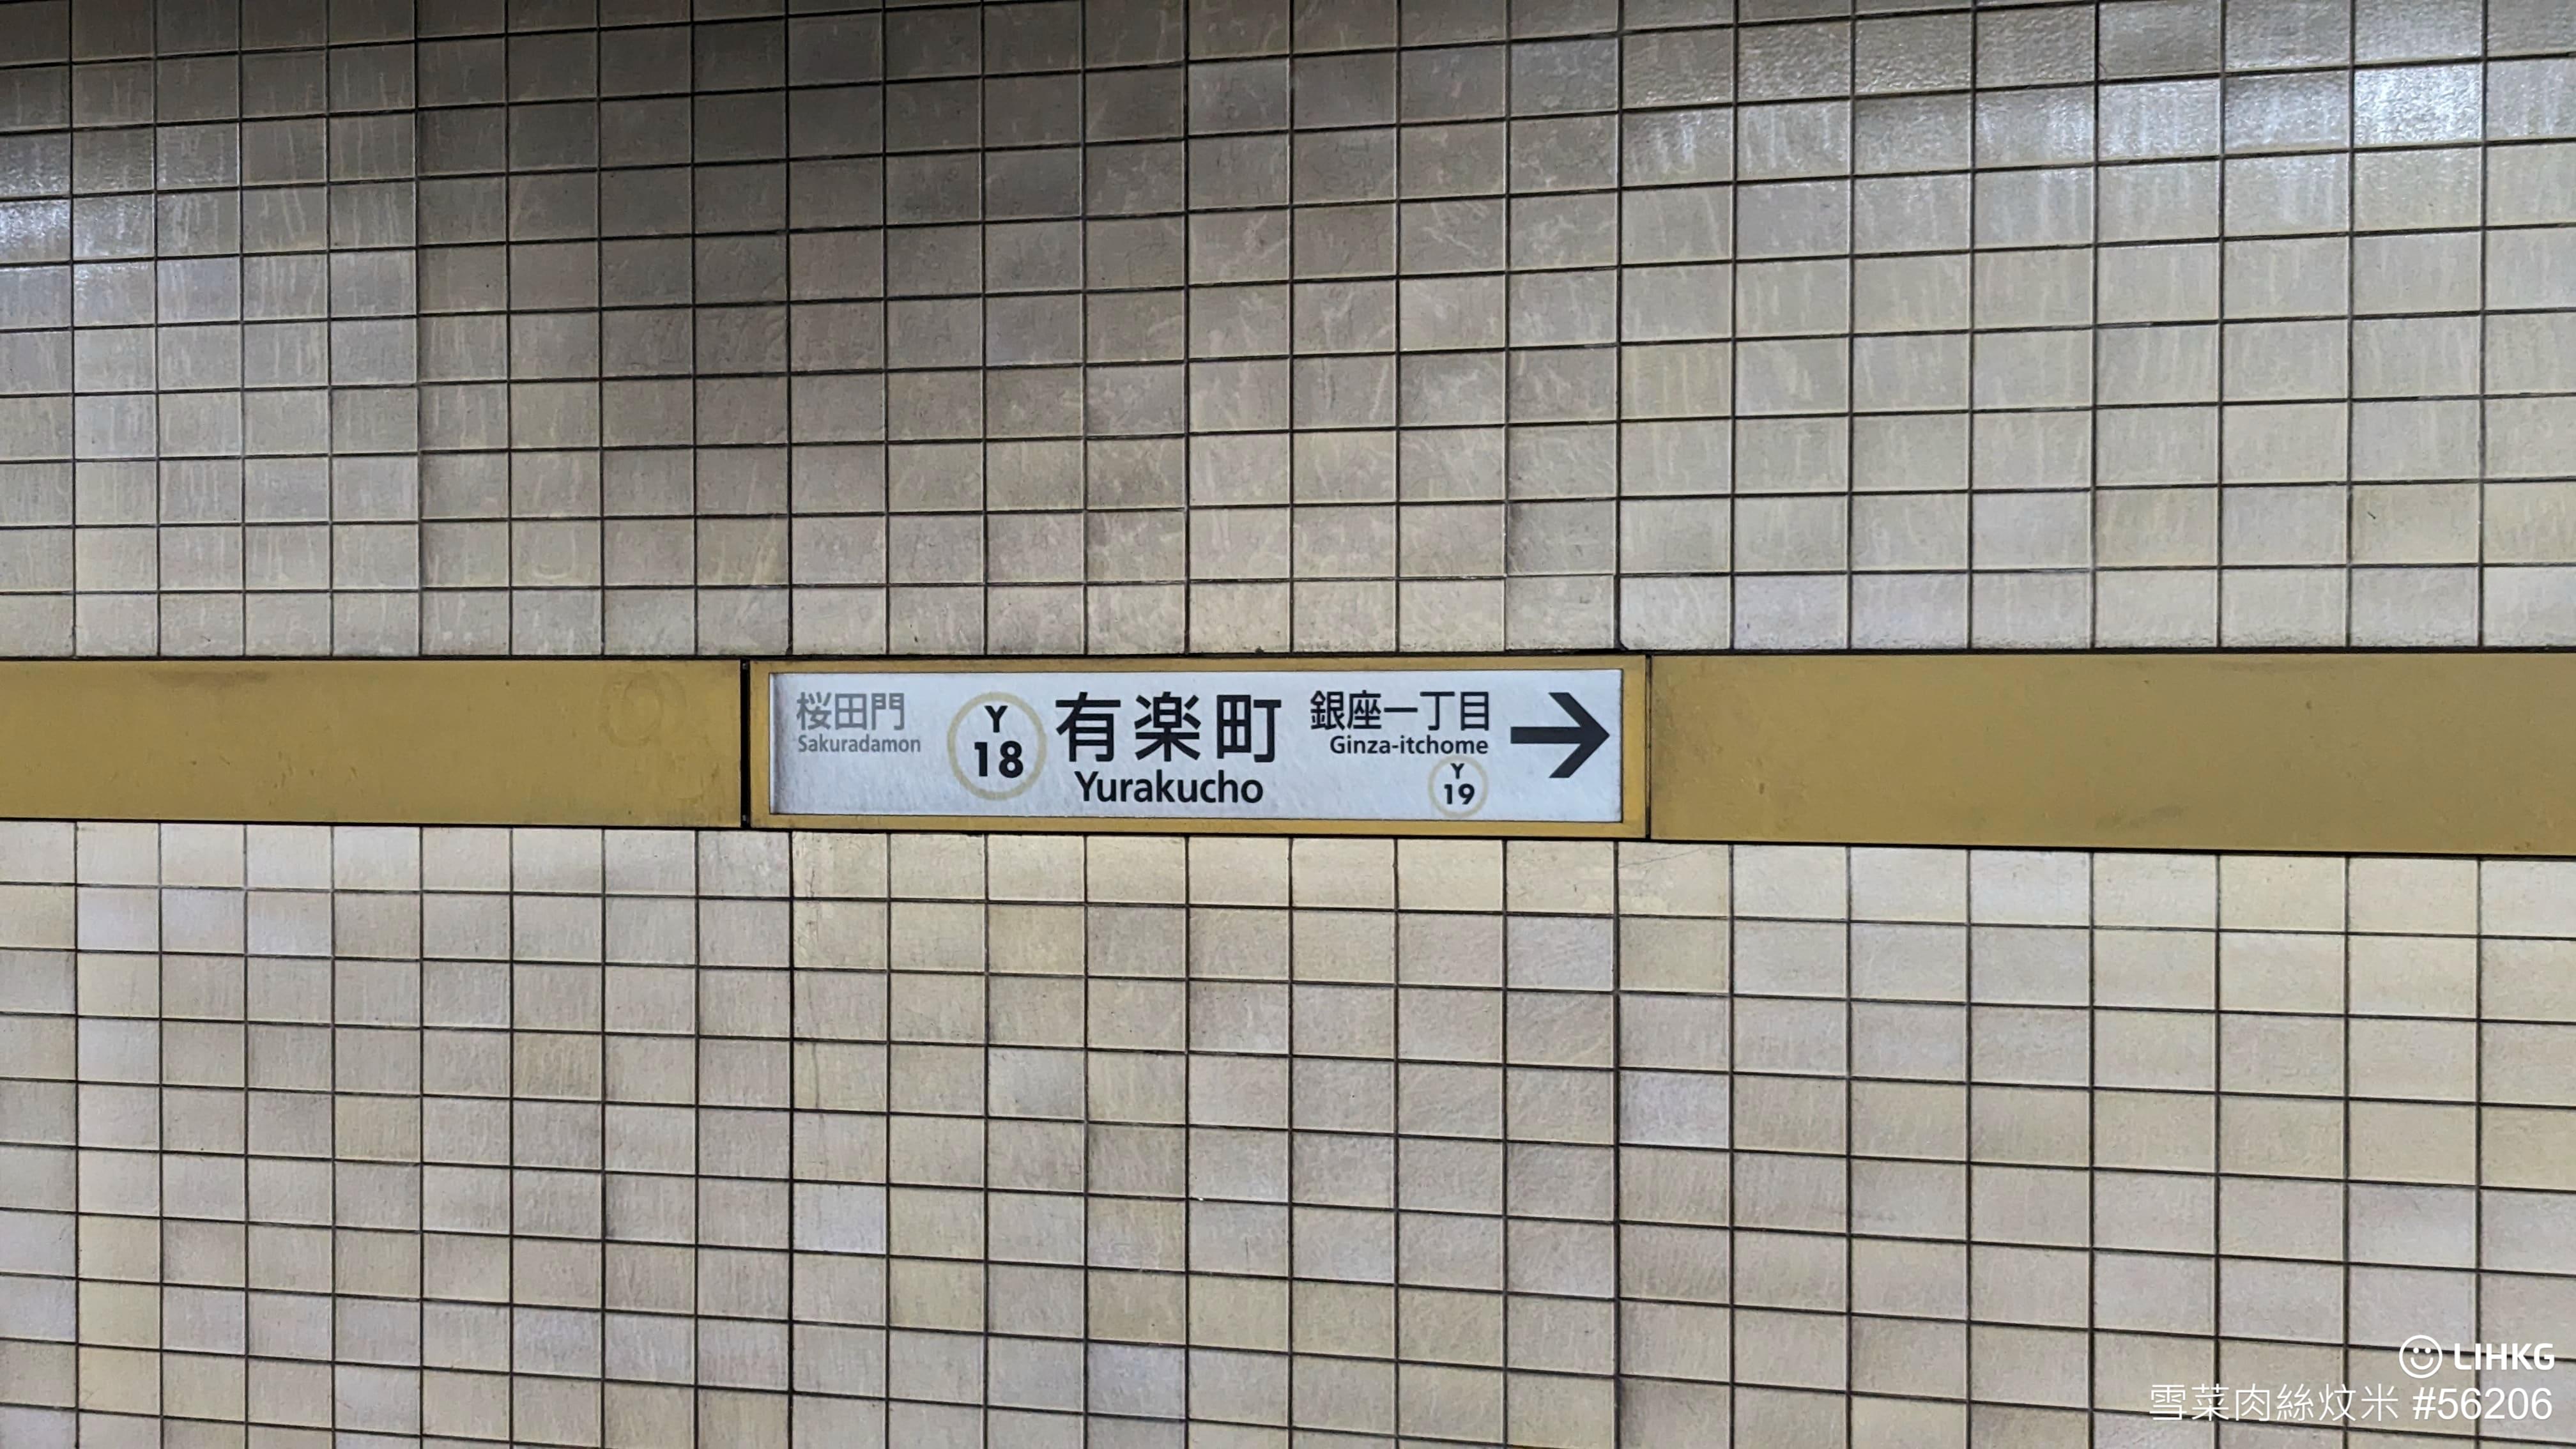 桜田門
Sakuradamon
Y
18
有楽町
Yurakucho
銀座一丁目
Ginza-itchome
Y
19
LIHKG
雪菜肉絲炆米 #56206